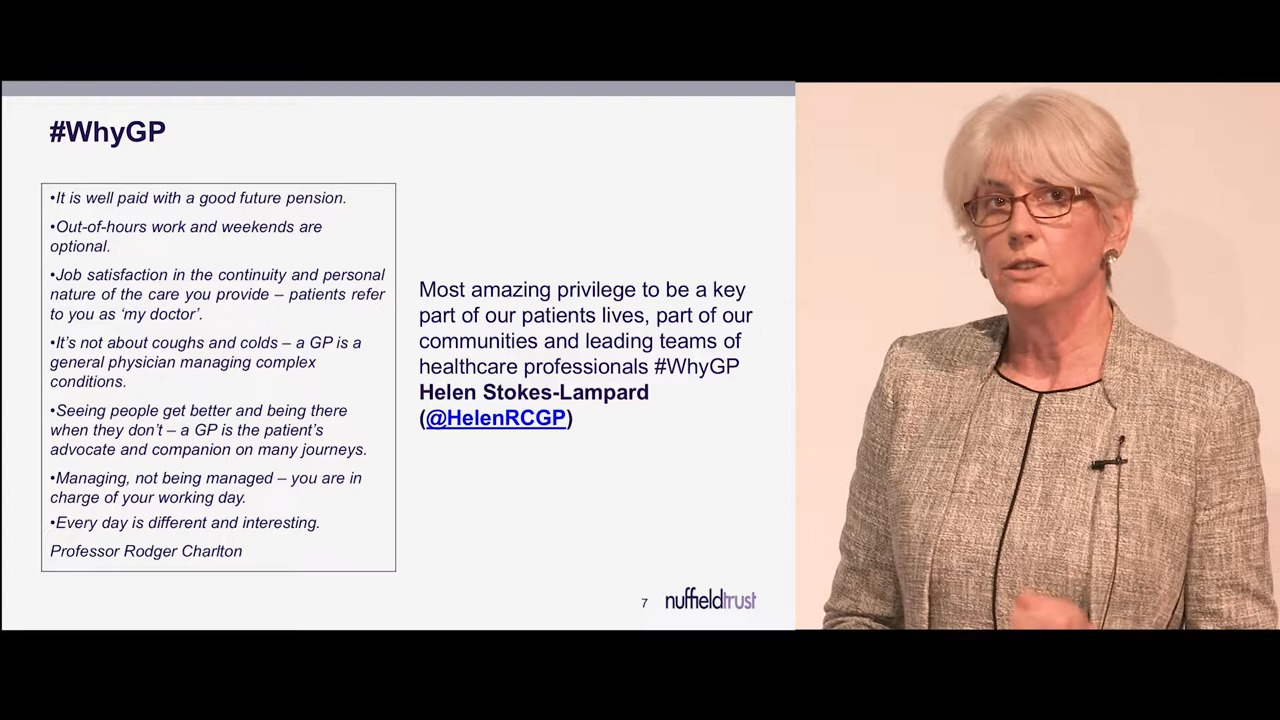 #WhyGP
•It is well paid with a good future pension.
•Out-of-hours work and weekends are
optional.
•Job satisfaction in the continuity and personal
nature of the care you provide – patients refer
to you as ‘my doctor’.
•It’s not about coughs and colds – a GP is a
general physician managing complex
conditions.
•Seeing people get better and being there
when they don’t – a GP is the patient’s
advocate and companion on many journeys.
•Managing, not being managed – you are in
charge of your working day.
•Every day is different and interesting.
Professor Rodger Charlton
Most amazing privilege to be a key
part of our patients lives, part of our
communities and leading teams of
healthcare professionals #WhyGP
Helen Stokes-Lampard
(@HelenRCGP)
7
nuffieldtrust